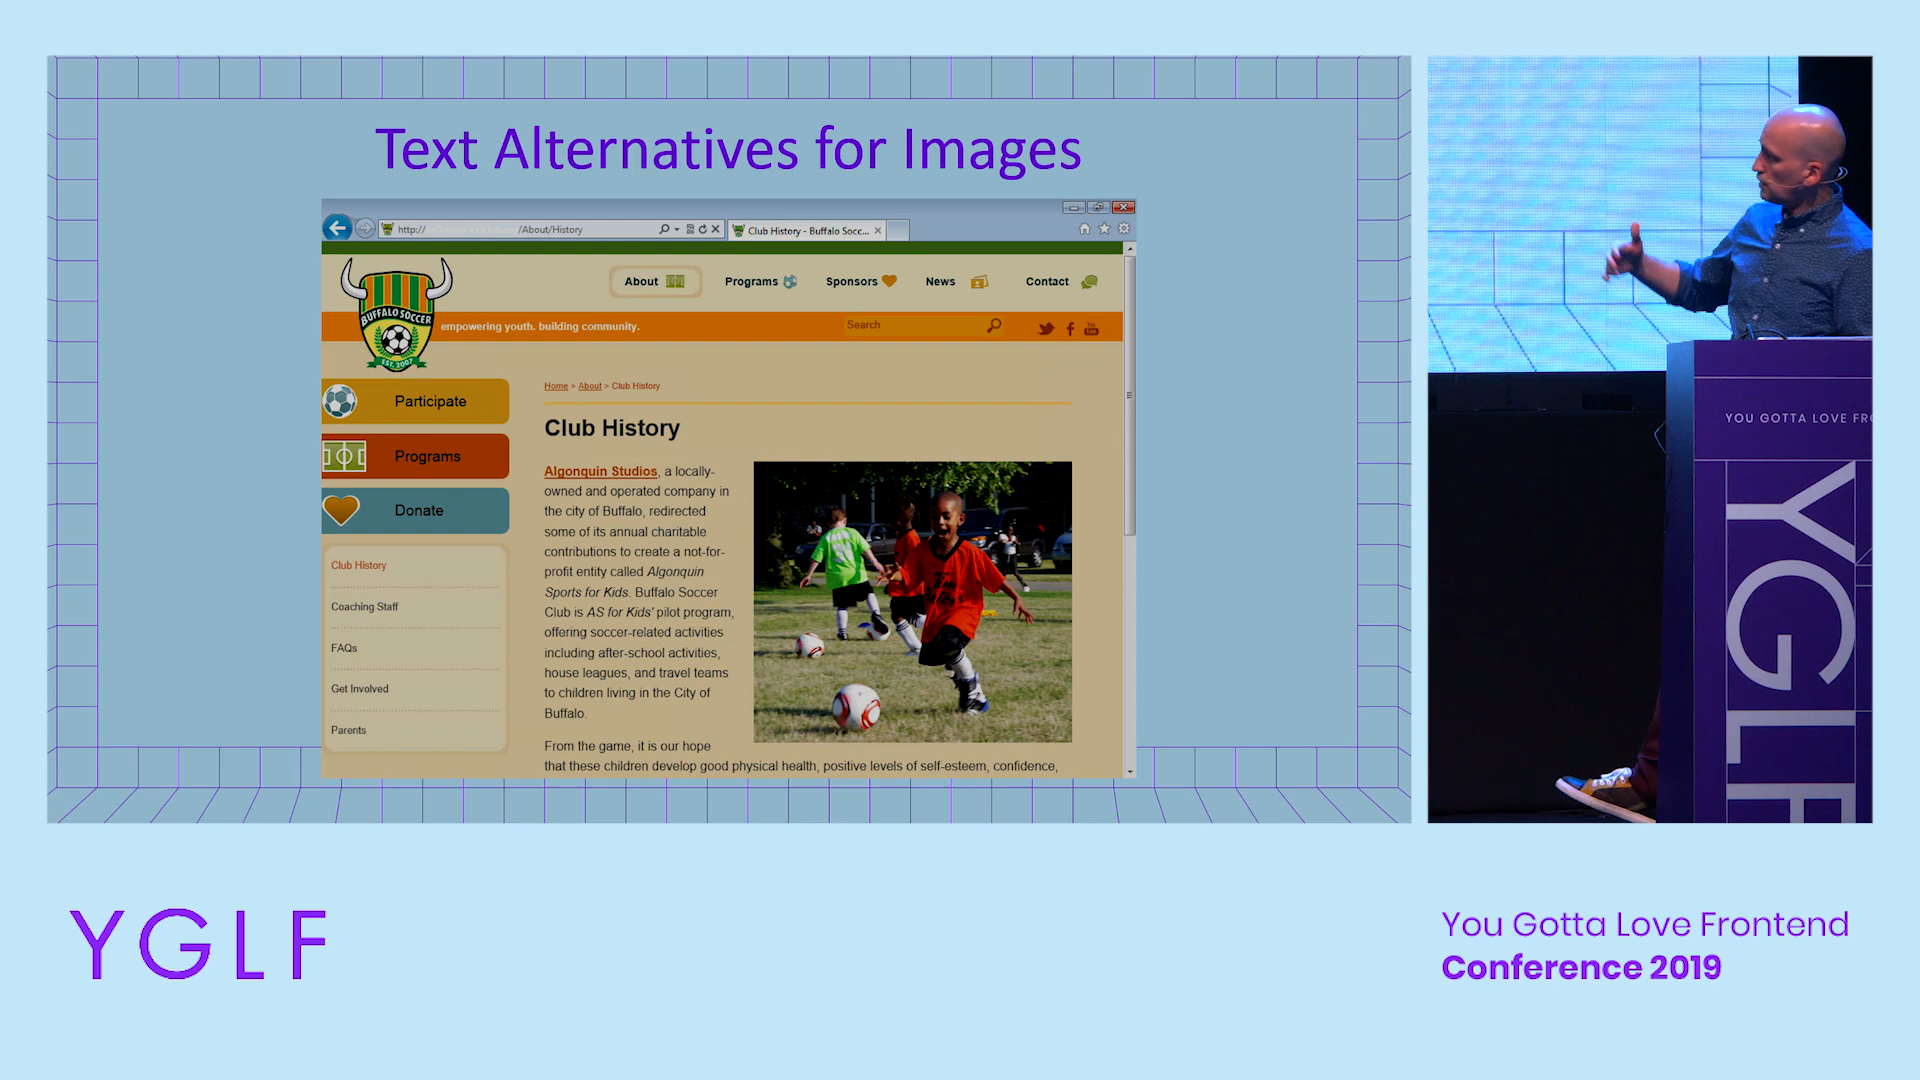 Text Alternatives for Images
http://
/About/History
Club History - Buffalo Socc...
About
Programs
Sponsors
News
Contact
BUFFALO SOCCER
EST. 2007
empowering youth. building community.
Search
Participate
Programs
Donate
Club History
Coaching Staff
FAQs
Get Involved
Parents
Home > About > Club History
Club History
Algonquin Studios, a locally-
owned and operated company in
the city of Buffalo, redirected
some of its annual charitable
contributions to create a not-for-
profit entity called Algonquin
Sports for Kids. Buffalo Soccer
Club is AS for Kids' pilot program,
offering soccer-related activities
including after-school activities,
house leagues, and travel teams
to children living in the City of
Buffalo.
From the game, it is our hope
that these children develop good physical health, positive levels of self-esteem, confidence,
YOU GOTTA LOVE FR
YGLF
YGLF
You Gotta Love Frontend
Conference 2019